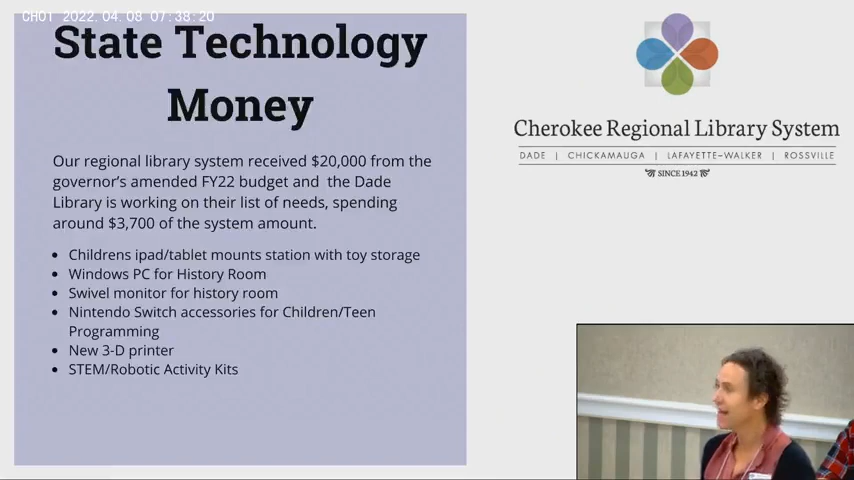 CH01 2022.04.08 07:38:20
State Technology
Money
Our regional library system received $20,000 from the
governor's amended FY22 budget and  the Dade
Library is working on their list of needs, spending
around $3,700 of the system amount.
• Childrens ipad/tablet mounts station with toy storage
• Windows PC for History Room
• Swivel monitor for history room
• Nintendo Switch accessories for Children/Teen
Programming
• New 3-D printer
• STEM/Robotic Activity Kits
Cherokee Regional Library System
DADE | CHICKAMAUGA | LAFAYETTE–WALKER | ROSSVILLE
SINCE 1942